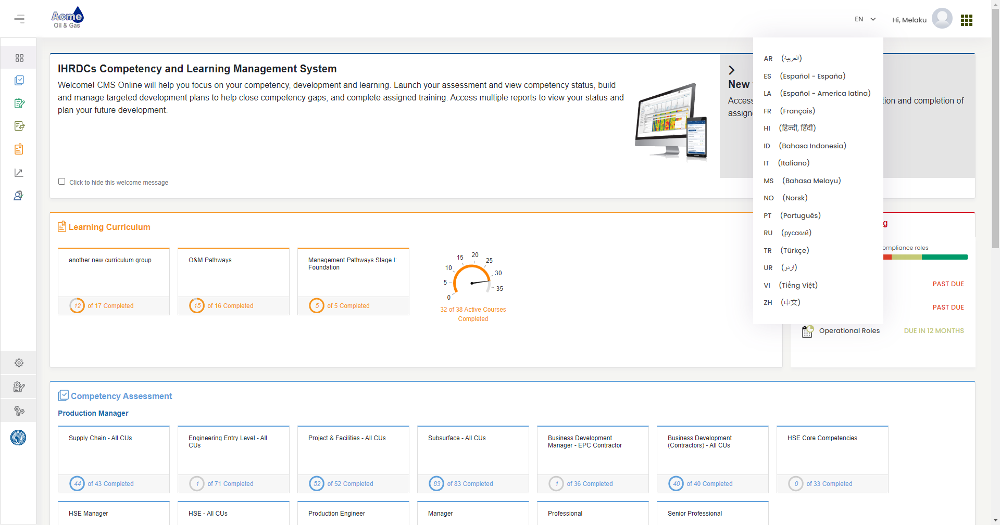 Acme
Oil & Gas
EN
Hi, Melaku
IHRDCs Competency and Learning Management System
Welcome! CMS Online will help you focus on your competency, development and learning. Launch your assessment and view competency status, build
and manage targeted development plans to help close competency gaps, and complete assigned training. Access multiple reports to view your status and
plan your future development.
Click to hide this welcome message
New
Access
tion and completion of
assign
AR (العربية)
ES (Español - España)
LA (Español - America latina)
FR (Français)
HI (हिन्दी, हिंदी)
ID (Bahasa Indonesia)
IT (Italiano)
MS (Bahasa Melayu)
NO (Norsk)
PT (Português)
RU (русский)
TR (Türkçe)
UR (اردو)
VI (Tiếng Việt)
ZH (中文)
Learning Curriculum
another new curriculum group
12 of 17 Completed
O&M Pathways
15 of 16 Completed
Management Pathways Stage I:
Foundation
5 of 5 Completed
0 5 10 15 20 25 30 35
32 of 38 Active Courses
Completed
g
ompliance roles
PAST DUE
PAST DUE
Operational Roles DUE IN 12 MONTHS
Competency Assessment
Production Manager
Supply Chain - All CUs
44 of 43 Completed
Engineering Entry Level - All
CUs
1 of 71 Completed
Project & Facilities - All CUs
52 of 52 Completed
Subsurface - All CUs
83 of 83 Completed
Business Development
Manager - EPC Contractor
1 of 36 Completed
Business Development
(Contractors) - All CUs
40 of 40 Completed
HSE Core Competencies
0 of 33 Completed
HSE Manager
HSE - All CUs
Production Engineer
Manager
Professional
Senior Professional